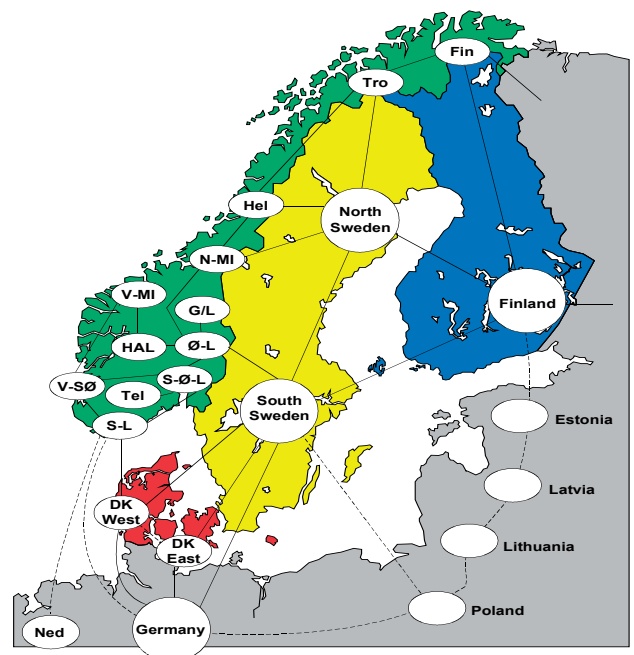 Fin
Tro
Hel
North
Sweden
N-MI
V-MI
G/L
Finland
HAL
Ø-L
V-SØ
S-Ø-L
Tel
South
Sweden
S-L
Estonia
Latvia
DK
West
Lithuania
DK
East
Poland
Ned
Germany